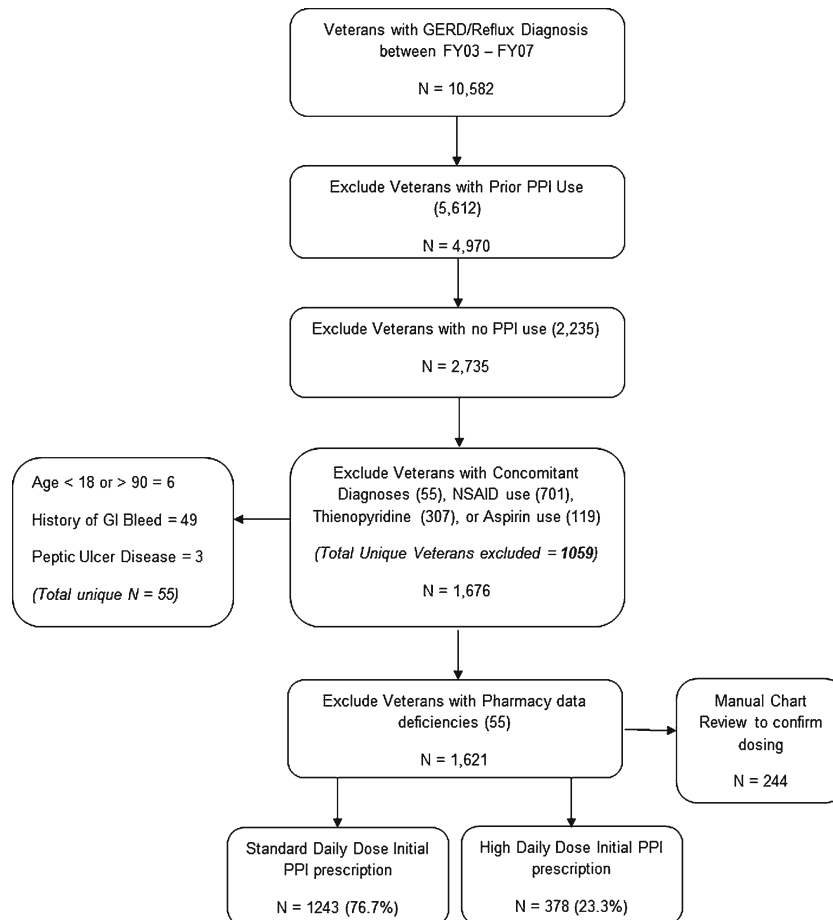 Veterans with GERD/Reflux Diagnosis
between FY03 – FY07
N = 10,582
Exclude Veterans with Prior PPI Use
(5,612)
N = 4,970
Exclude Veterans with no PPI use (2,235)
N = 2,735
Exclude Veterans with Concomitant
Diagnoses (55), NSAID use (701),
Thienopyridine (307), or Aspirin use (119)
(Total Unique Veterans excluded = 1059)
N = 1,676
Age < 18 or > 90 = 6
History of GI Bleed = 49
Peptic Ulcer Disease = 3
(Total unique N = 55)
Exclude Veterans with Pharmacy data
deficiencies (55)
N = 1,621
Manual Chart
Review to confirm
dosing
N = 244
Standard Daily Dose Initial
PPI prescription
N = 1243 (76.7%)
High Daily Dose Initial PPI
prescription
N = 378 (23.3%)